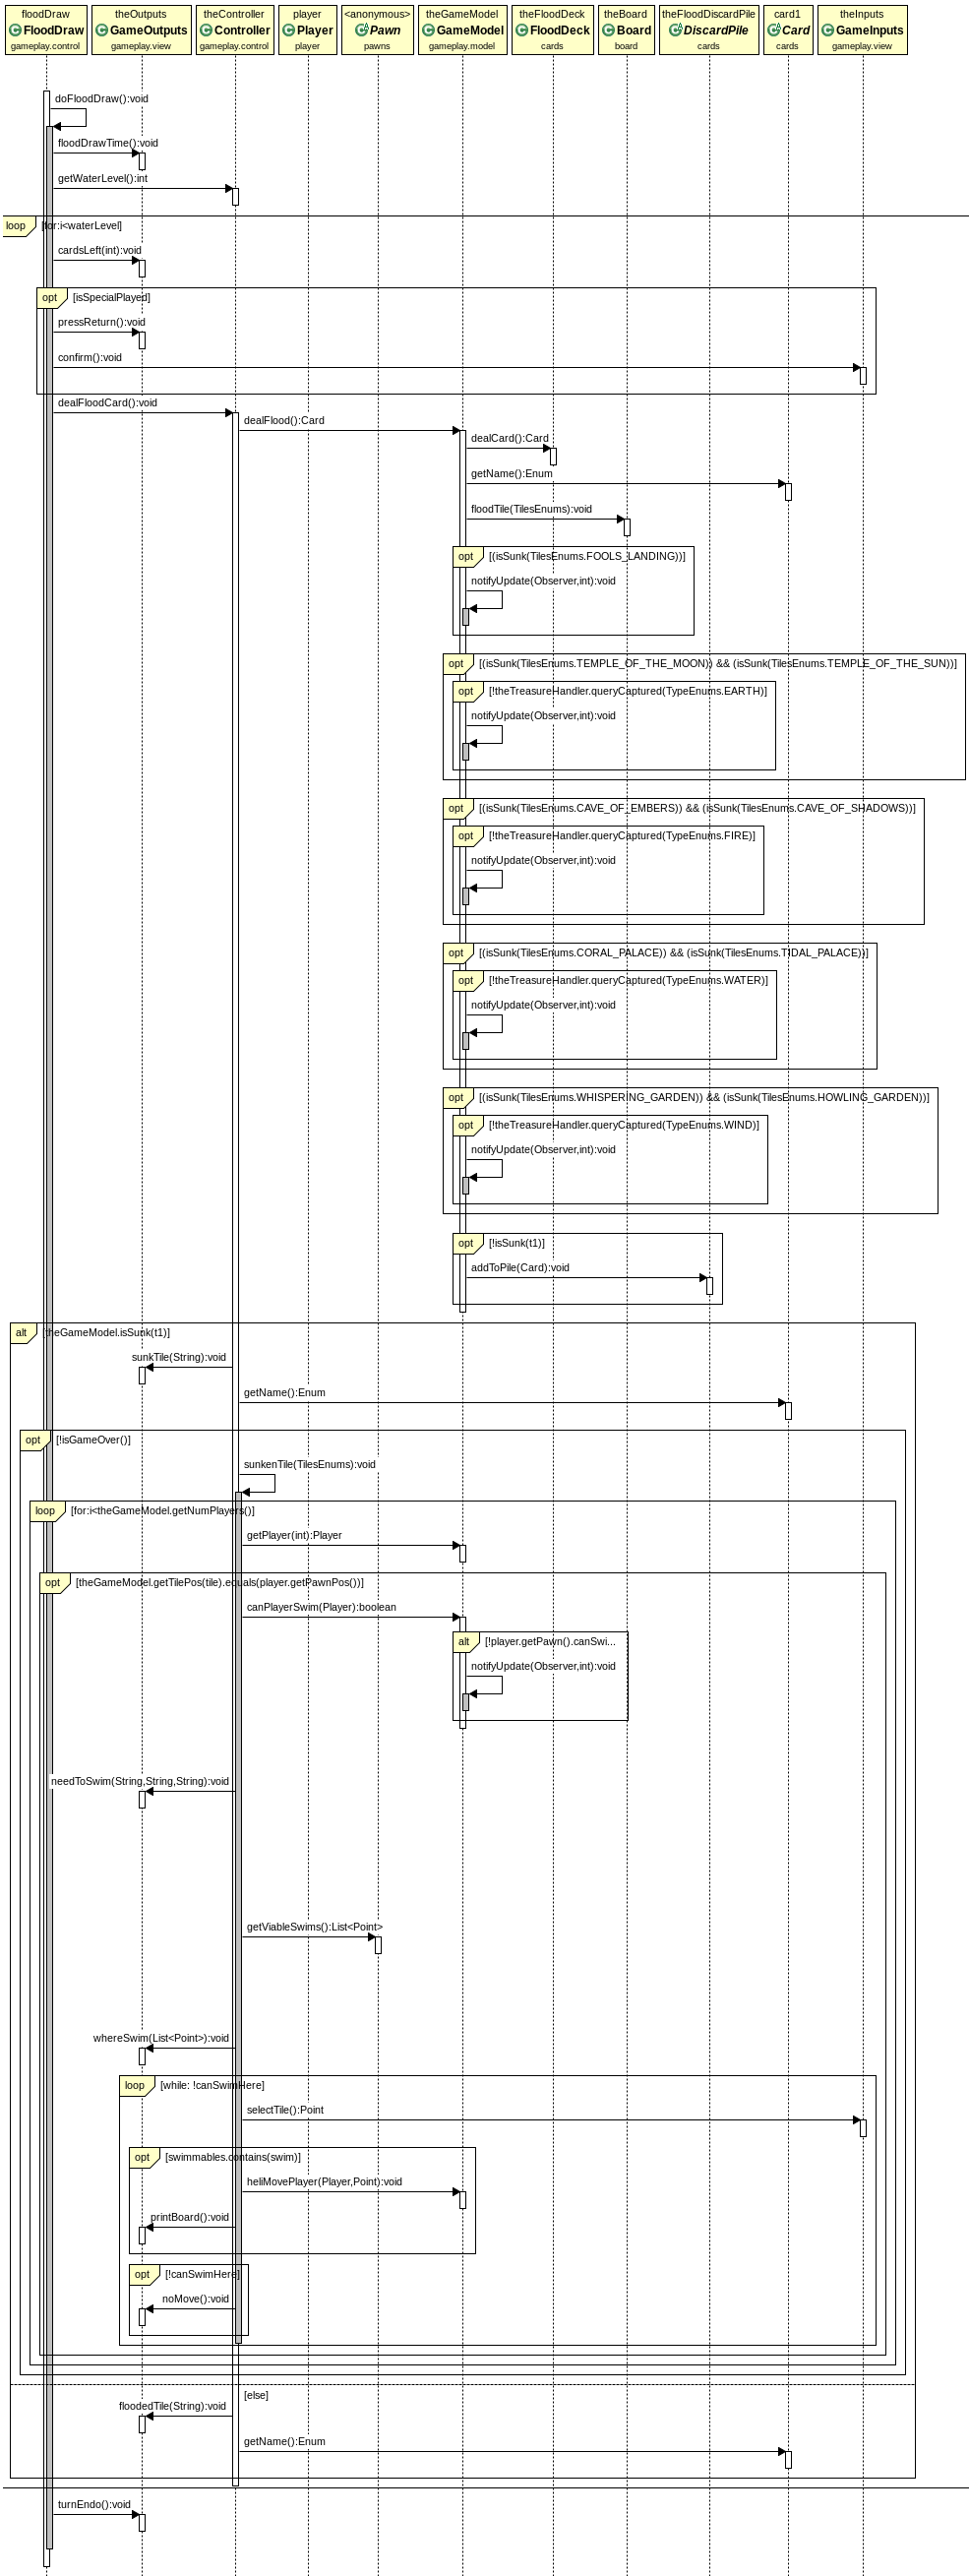 floodDraw theOutputs theController player <anonymous> theGameModel theFloodDeck theBoard theFloodDiscardPile card1 theInputs
FloodDraw GameOutputs Controller Player Pawn GameModel FloodDeck Board DiscardPile Card GameInputs
gameplay.control gameplay.view gameplay.control player pawns gameplay.model cards board cards cards gameplay.view
doFloodDraw():void
floodDrawTime():void
getWaterLevel():int
loop [for:i<waterLevel]
cardsLeft(int):void
opt [isSpecialPlayed]
pressReturn():void
confirm():void
dealFloodCard():void
dealFlood():Card
dealCard():Card
getName():Enum
floodTile(TilesEnums):void
opt [(isSunk(TilesEnums.FOOLS_LANDING))]
notifyUpdate(Observer,int):void
opt [(isSunk(TilesEnums.TEMPLE_OF_THE_MOON)) && (isSunk(TilesEnums.TEMPLE_OF_THE_SUN))]
opt [!theTreasureHandler.queryCaptured(TypeEnums.EARTH)]
notifyUpdate(Observer,int):void
opt [(isSunk(TilesEnums.CAVE_OF_EMBERS)) && (isSunk(TilesEnums.CAVE_OF_SHADOWS))]
opt [!theTreasureHandler.queryCaptured(TypeEnums.FIRE)]
notifyUpdate(Observer,int):void
opt [(isSunk(TilesEnums.CORAL_PALACE)) && (isSunk(TilesEnums.TIDAL_PALACE))]
opt [!theTreasureHandler.queryCaptured(TypeEnums.WATER)]
notifyUpdate(Observer,int):void
opt [(isSunk(TilesEnums.WHISPERING_GARDEN)) && (isSunk(TilesEnums.HOWLING_GARDEN))]
opt [!theTreasureHandler.queryCaptured(TypeEnums.WIND)]
notifyUpdate(Observer,int):void
opt [!isSunk(t1)]
addToPile(Card):void
alt [theGameModel.isSunk(t1)]
sunkTile(String):void
getName():Enum
opt [!isGameOver()]
sunkenTile(TilesEnums):void
loop [for:i<theGameModel.getNumPlayers()]
getPlayer(int):Player
opt [theGameModel.getTilePos(tile).equals(player.getPawnPos())]
canPlayerSwim(Player):boolean
alt [!player.getPawn().canSwi...
notifyUpdate(Observer,int):void
needToSwim(String,String,String):void
getViableSwims():List<Point>
whereSwim(List<Point>):void
loop [while: !canSwimHere]
selectTile():Point
opt [swimmables.contains(swim)]
heliMovePlayer(Player,Point):void
printBoard():void
opt [!canSwimHere]
noMove():void
[else]
floodedTile(String):void
getName():Enum
turnEndo():void